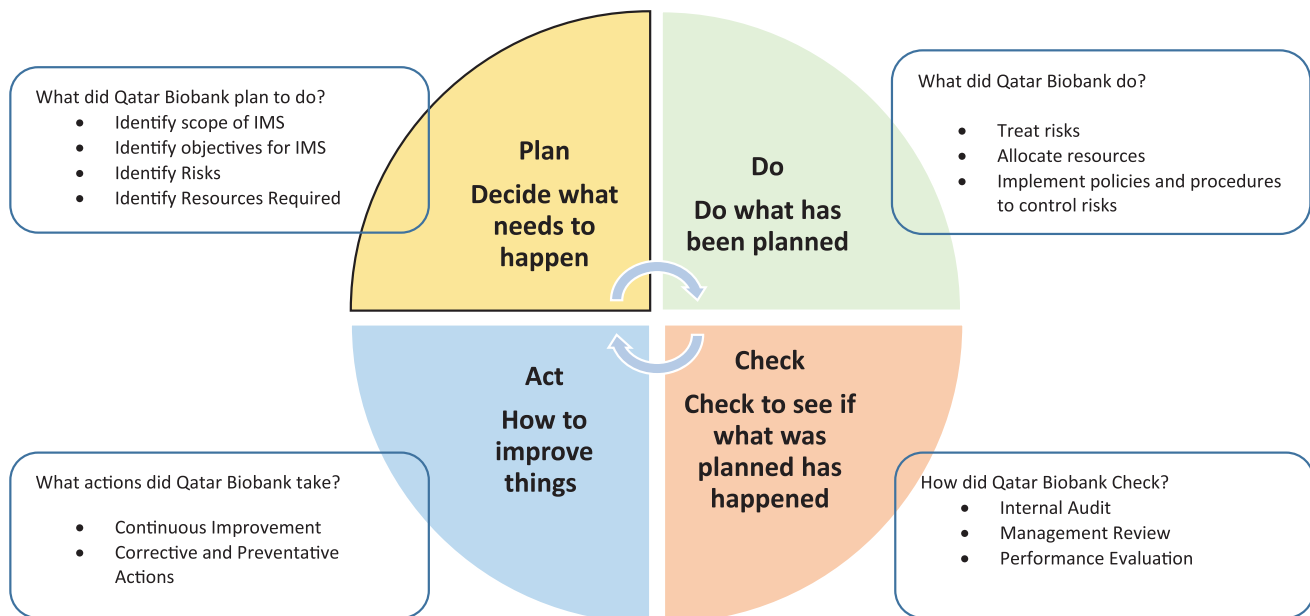 What did Qatar Biobank plan to do?
• Identify scope of IMS
• Identify objectives for IMS
• Identify Risks
• Identify Resources Required
Plan
Decide what
needs to
happen
Do
Do what has
been planned
What did Qatar Biobank do?
• Treat risks
• Allocate resources
• Implement policies and procedures
to control risks
Act
How to
improve
things
Check
Check to see if
what was
planned has
happened
What actions did Qatar Biobank take?
• Continuous Improvement
• Corrective and Preventative
Actions
How did Qatar Biobank Check?
• Internal Audit
• Management Review
• Performance Evaluation